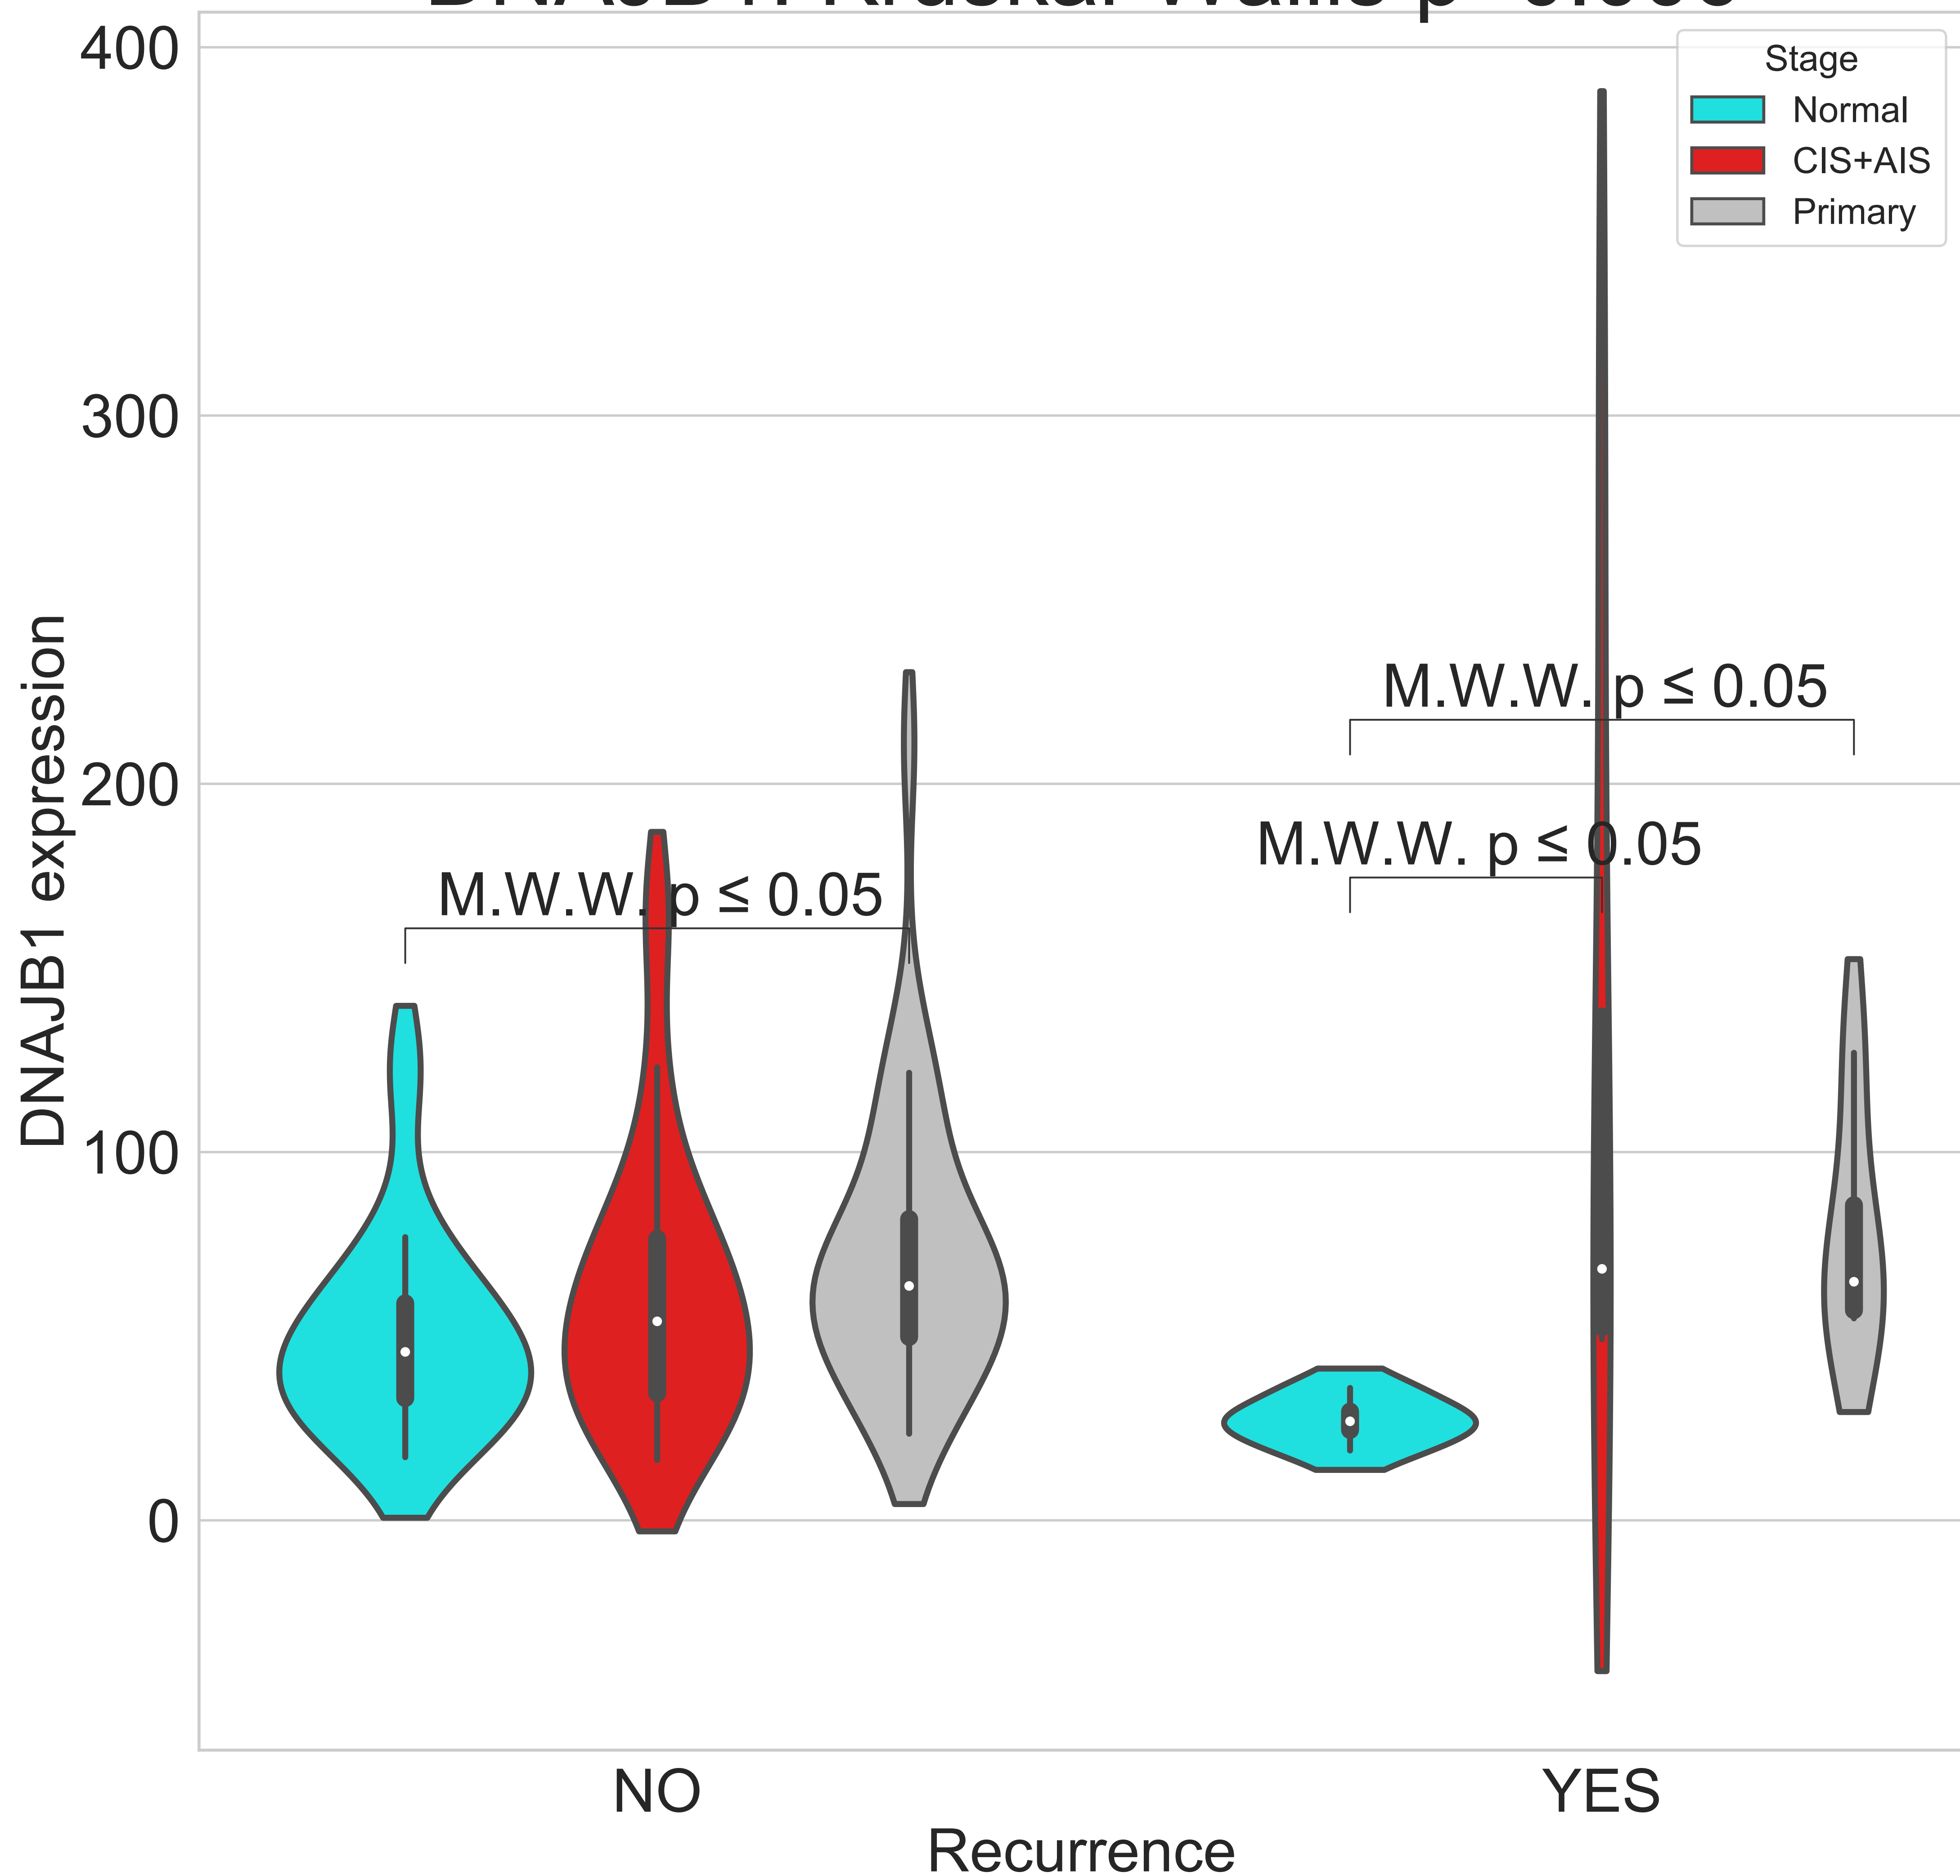 400
300
200
100
0
DNAJB1 expression
Stage
Normal
CIS+AIS
Primary
M.W.W. p ≤ 0.05
M.W.W. p ≤ 0.05
M.W.W. p ≤ 0.05
NO
YES
Recurrence